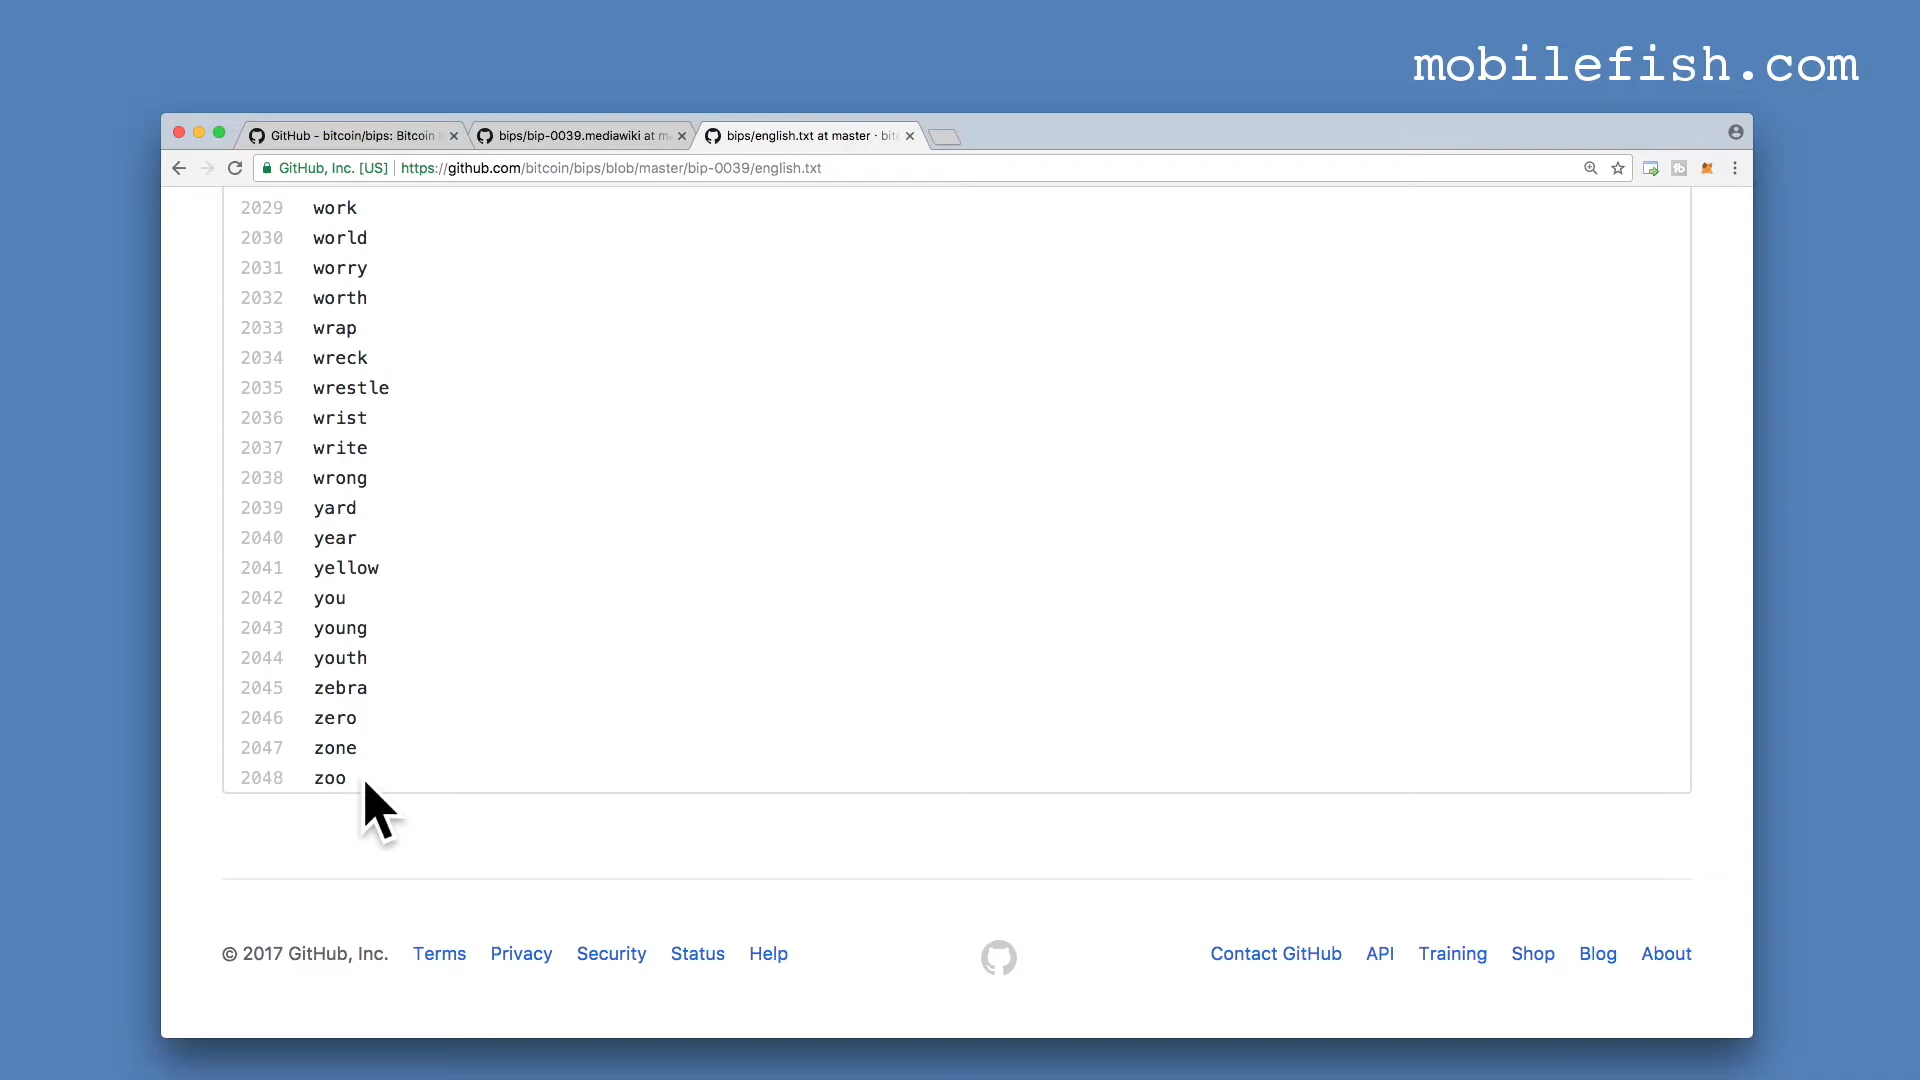 mobilefish.com
GitHub - bitcoin/bips: Bitcoin
bips/bip-0039.mediawiki at
bips/english.txt at master ·
GitHub, Inc. [US] https://github.com/bitcoin/bips/blob/master/bip-0039/english.txt
2029 work
2030 world
2031 worry
2032 worth
2033 wrap
2034 wreck
2035 wrestle
2036 wrist
2037 write
2038 wrong
2039 yard
2040 year
2041 yellow
2042 you
2043 young
2044 youth
2045 zebra
2046 zero
2047 zone
2048 zoo
© 2017 GitHub, Inc. Terms Privacy Security Status Help Contact GitHub API Training Shop Blog About